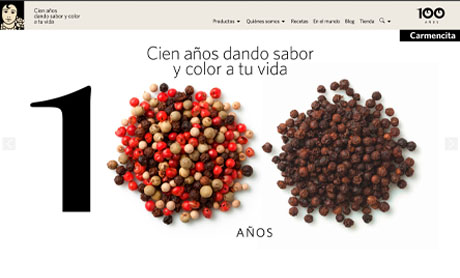 Cien años
dando sabor y color
a tu vida
Productos Quiénes somos Recetas En el mundo Blog Tienda
100
AÑOS
Carmencita
Cien años dando sabor
y color a tu vida
1
AÑOS